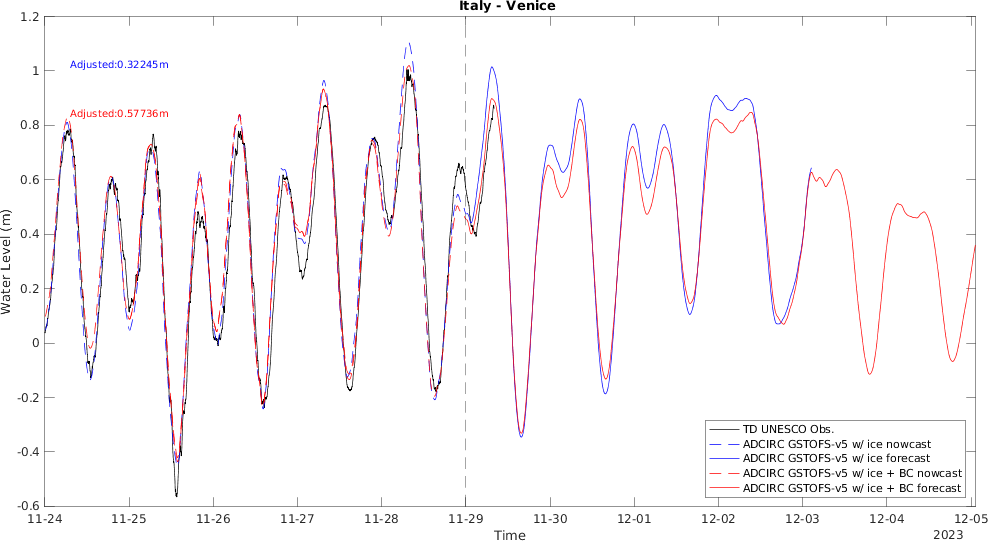 Italy - Venice
1.2
1
0.8
0.6
0.4
0.2
0
-0.2
-0.4
-0.6
Water Level (m)
Adjusted:0.32245m
Adjusted:0.57736m
TD UNESCO Obs.
ADCIRC GSTOFS-v5 w/ ice nowcast
ADCIRC GSTOFS-v5 w/ ice forecast
ADCIRC GSTOFS-v5 w/ ice + BC nowcast
ADCIRC GSTOFS-v5 w/ ice + BC forecast
11-24 11-25 11-26 11-27 11-28 11-29 11-30 12-01 12-02 12-03 12-04 12-05
Time
2023